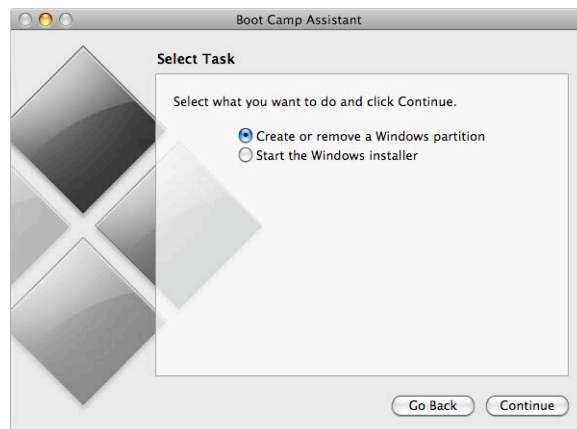 Boot Camp Assistant
Select Task
Select what you want to do and click Continue.
Create or remove a Windows partition
Start the Windows installer
Go Back
Continue